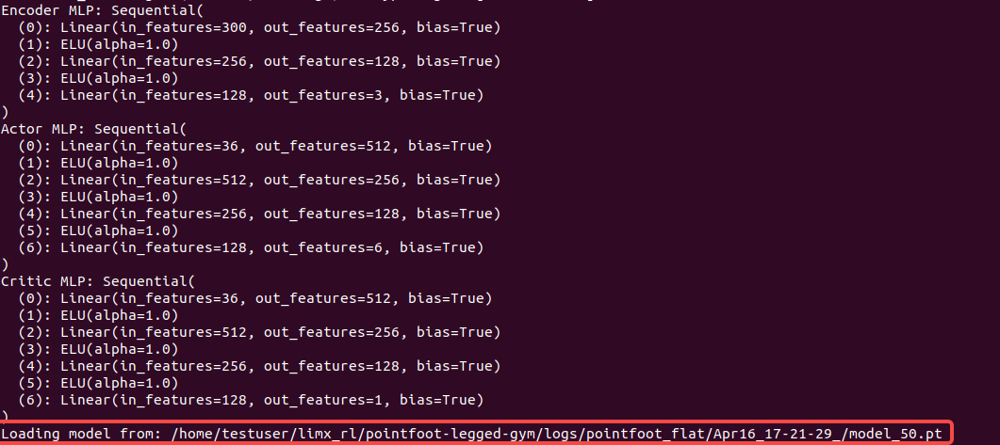 Encoder MLP: Sequential(
  (0): Linear(in_features=300, out_features=256, bias=True)
  (1): ELU(alpha=1.0)
  (2): Linear(in_features=256, out_features=128, bias=True)
  (3): ELU(alpha=1.0)
  (4): Linear(in_features=128, out_features=3, bias=True)
)
Actor MLP: Sequential(
  (0): Linear(in_features=36, out_features=512, bias=True)
  (1): ELU(alpha=1.0)
  (2): Linear(in_features=512, out_features=256, bias=True)
  (3): ELU(alpha=1.0)
  (4): Linear(in_features=256, out_features=128, bias=True)
  (5): ELU(alpha=1.0)
  (6): Linear(in_features=128, out_features=6, bias=True)
)
Critic MLP: Sequential(
  (0): Linear(in_features=36, out_features=512, bias=True)
  (1): ELU(alpha=1.0)
  (2): Linear(in_features=512, out_features=256, bias=True)
  (3): ELU(alpha=1.0)
  (4): Linear(in_features=256, out_features=128, bias=True)
  (5): ELU(alpha=1.0)
  (6): Linear(in_features=128, out_features=1, bias=True)
)
Loading model from: /home/testuser/limx_rl/pointfoot-legged-gym/logs/pointfoot_flat/Apr16_17-21-29_/model_50.pt